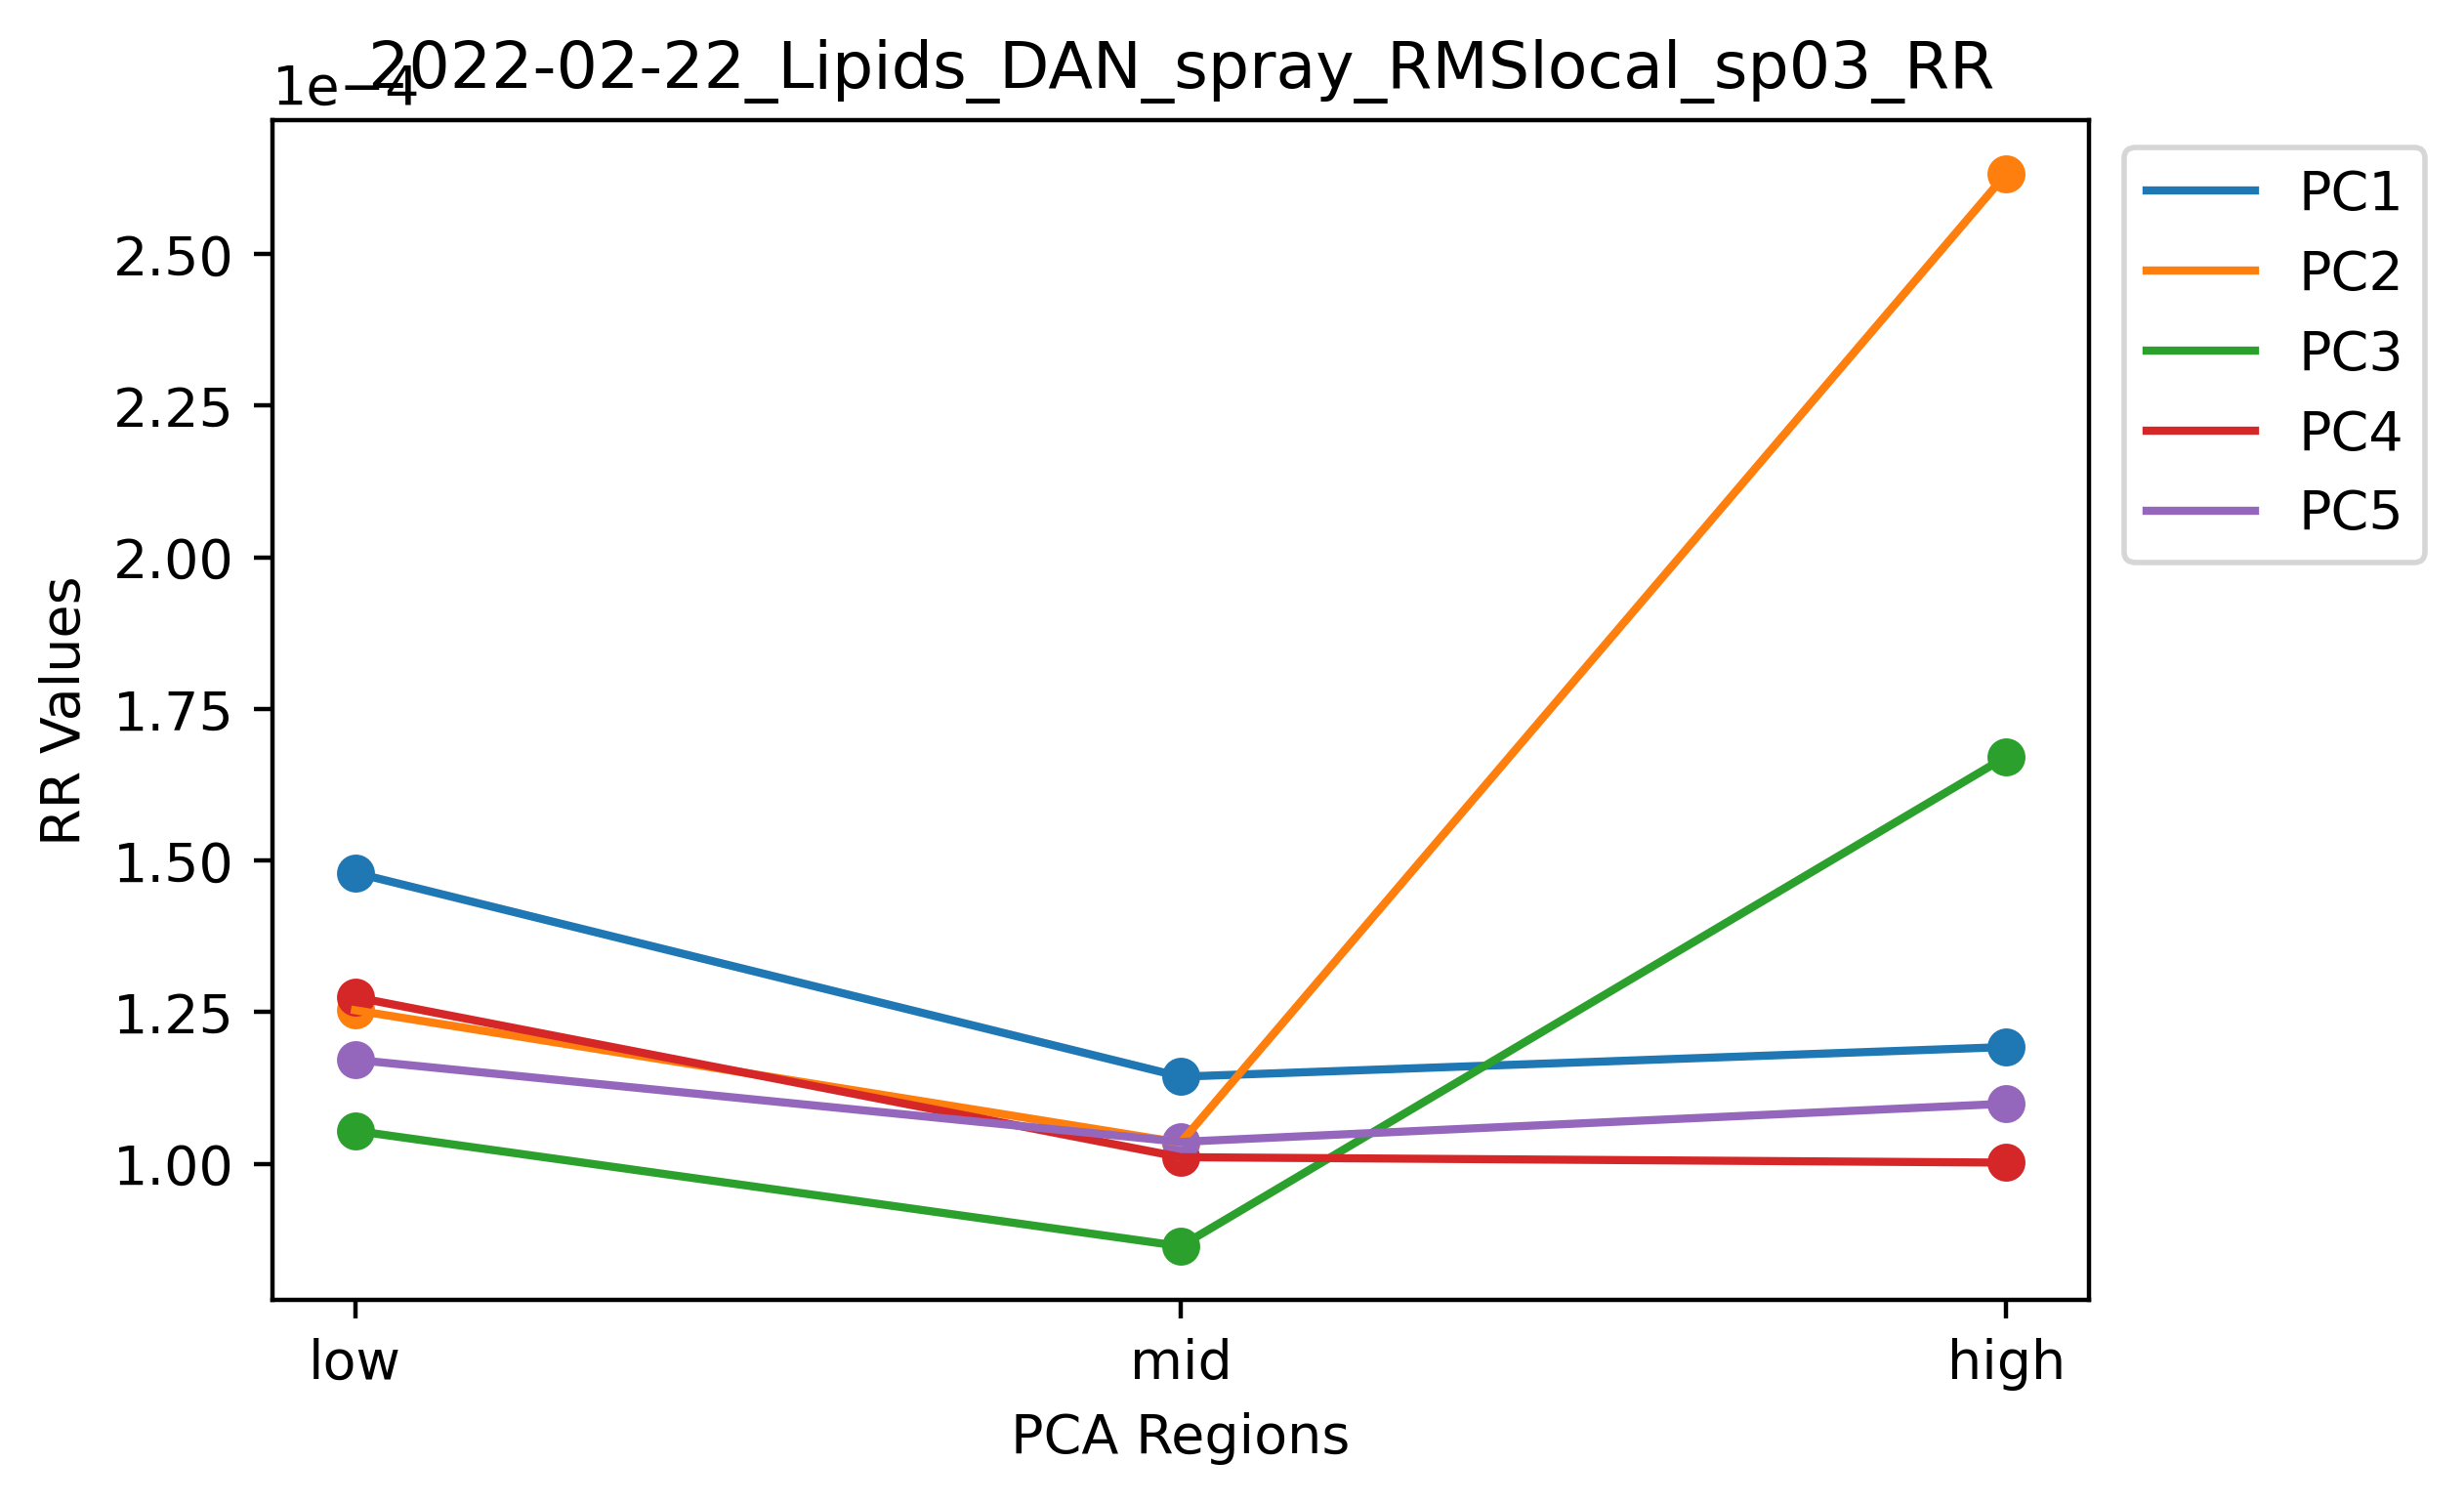 2022-02-22_Lipids_DAN_spray_RMSlocal_sp03_RR
1e−4
2.50
2.25
2.00
1.75
1.50
1.25
1.00
RR Values
low
mid
high
PCA Regions
PC1
PC2
PC3
PC4
PC5